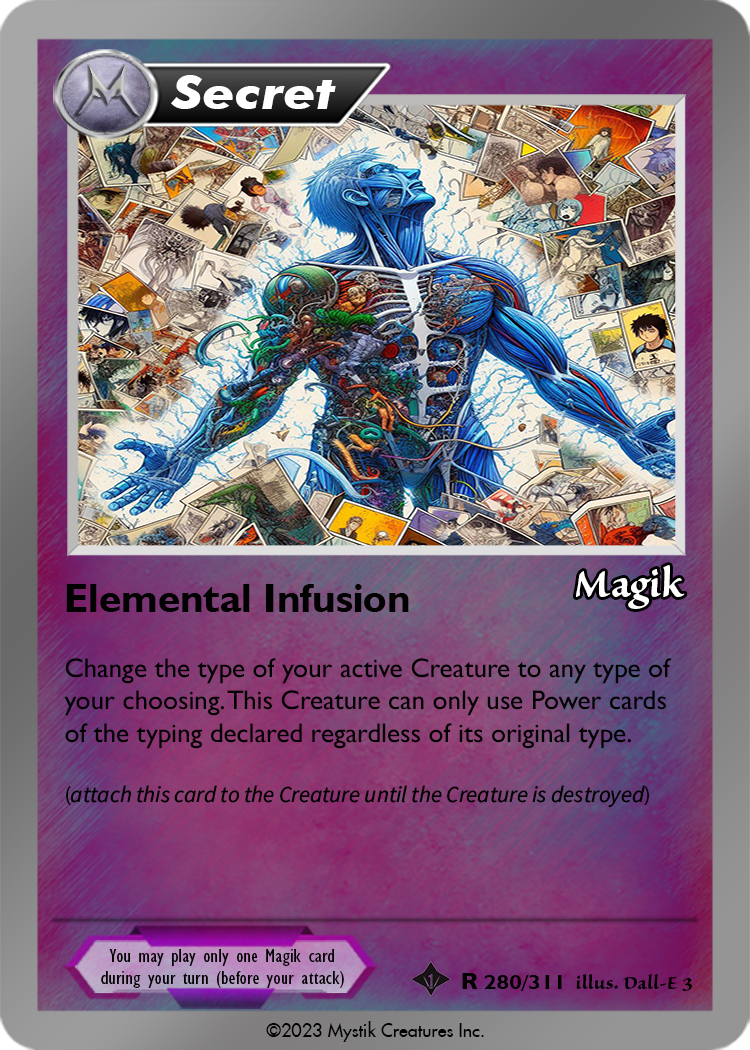 Secret
Elemental Infusion
Magik
Change the type of your active Creature to any type of
your choosing. This Creature can only use Power cards
of the typing declared regardless of its original type.
(attach this card to the Creature until the Creature is destroyed)
You may play only one Magik card
during your turn (before your attack)
1 R 280/311 illus. Dall-E 3
©2023 Mystik Creatures Inc.